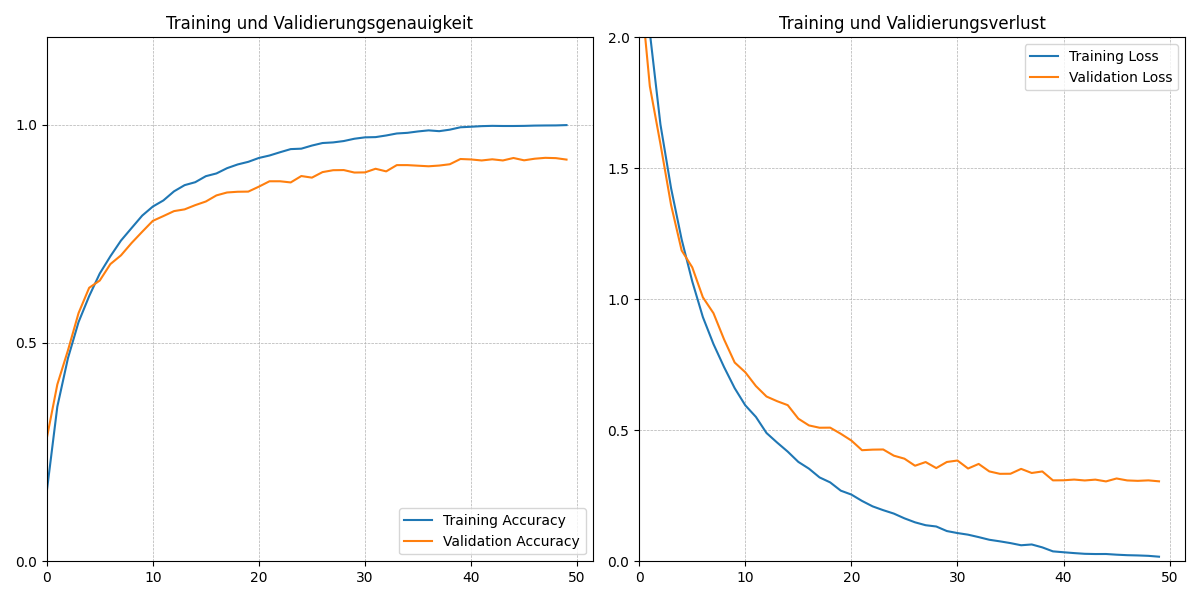 Training und Validierungsgenauigkeit
1.0
0.5
0.0
0 10 20 30 40 50
Training Accuracy
Validation Accuracy
Training und Validierungsverlust
2.0
1.5
1.0
0.5
0.0
0 10 20 30 40 50
Training Loss
Validation Loss